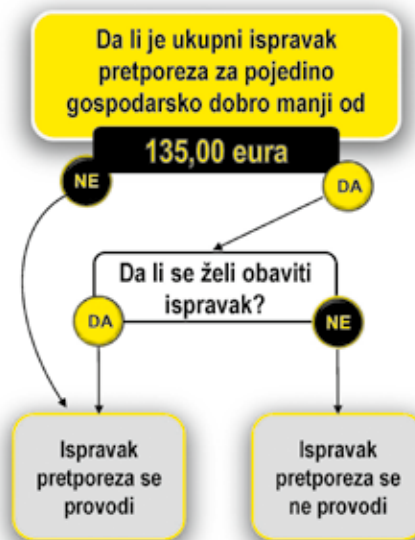 Da li je ukupni ispravak
pretporeza za pojedino
gospodarsko dobro manji od
135,00 eura
NE
DA
Da li se želi obaviti
ispravak?
DA
NE
Ispravak
pretporeza se
provodi
Ispravak
pretporeza se
ne provodi